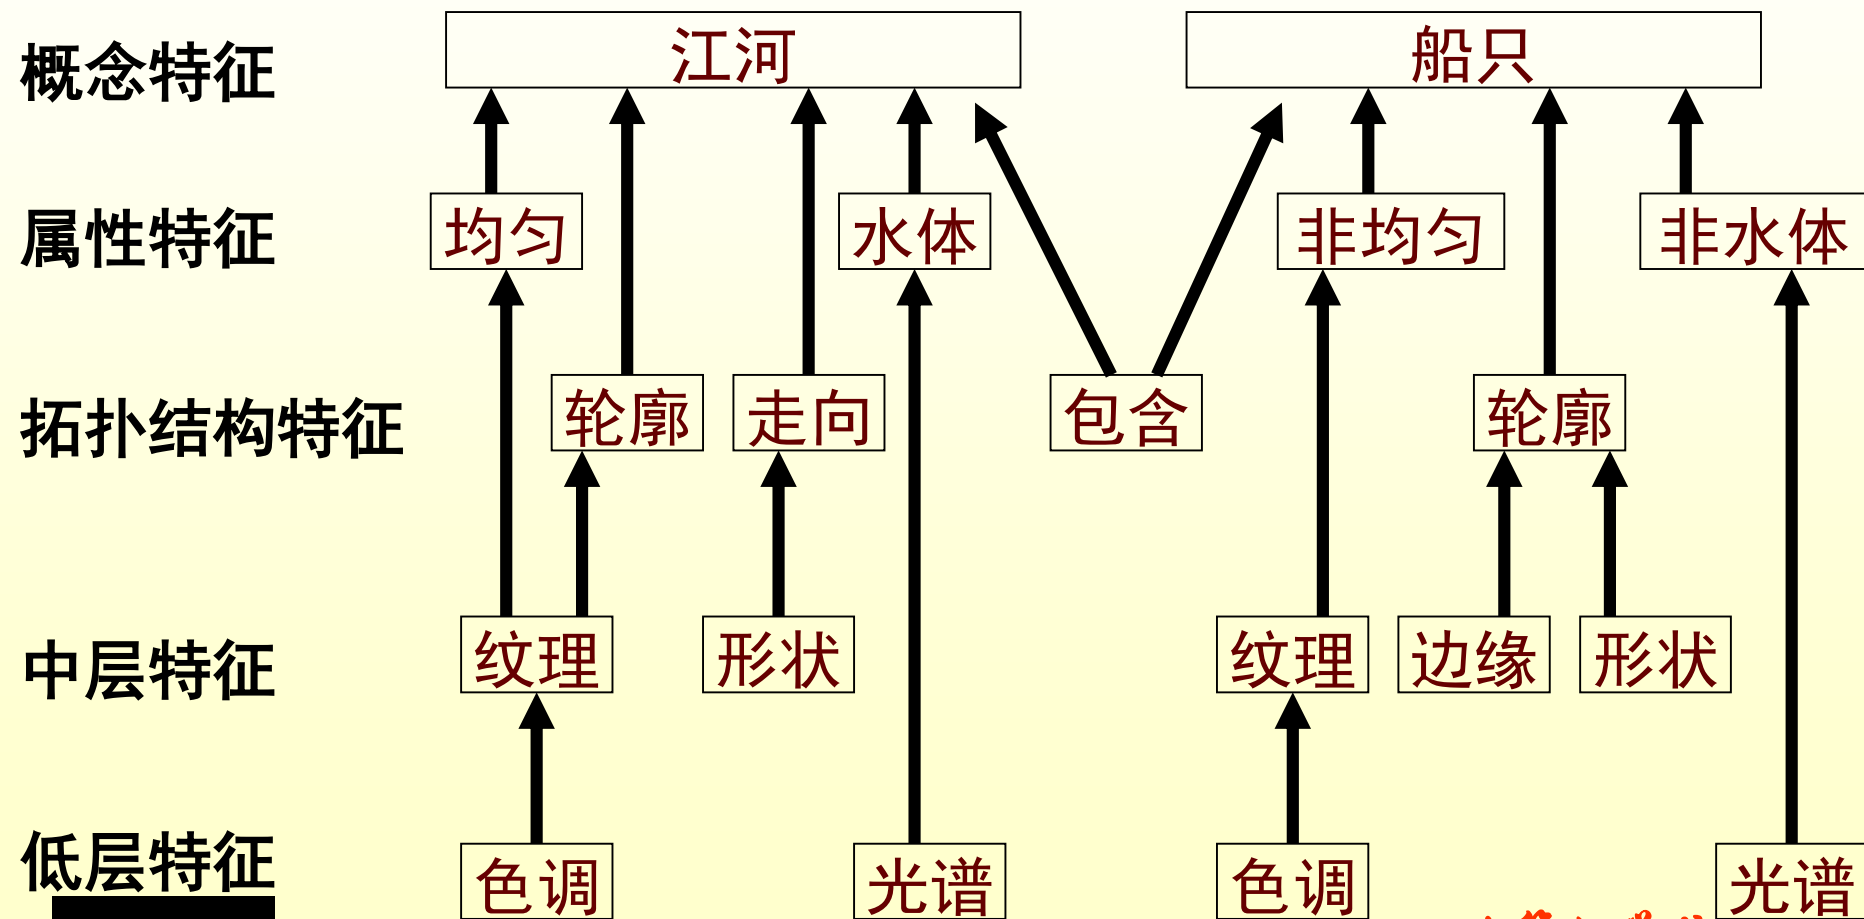 江河 船只
概念特征
属性特征 均匀 水体 非均匀 非水体
拓扑结构特征 轮廓 走向 包含 轮廓
中层特征 纹理 形状 纹理 边缘 形状
低层特征 色调 光谱 色调 光谱